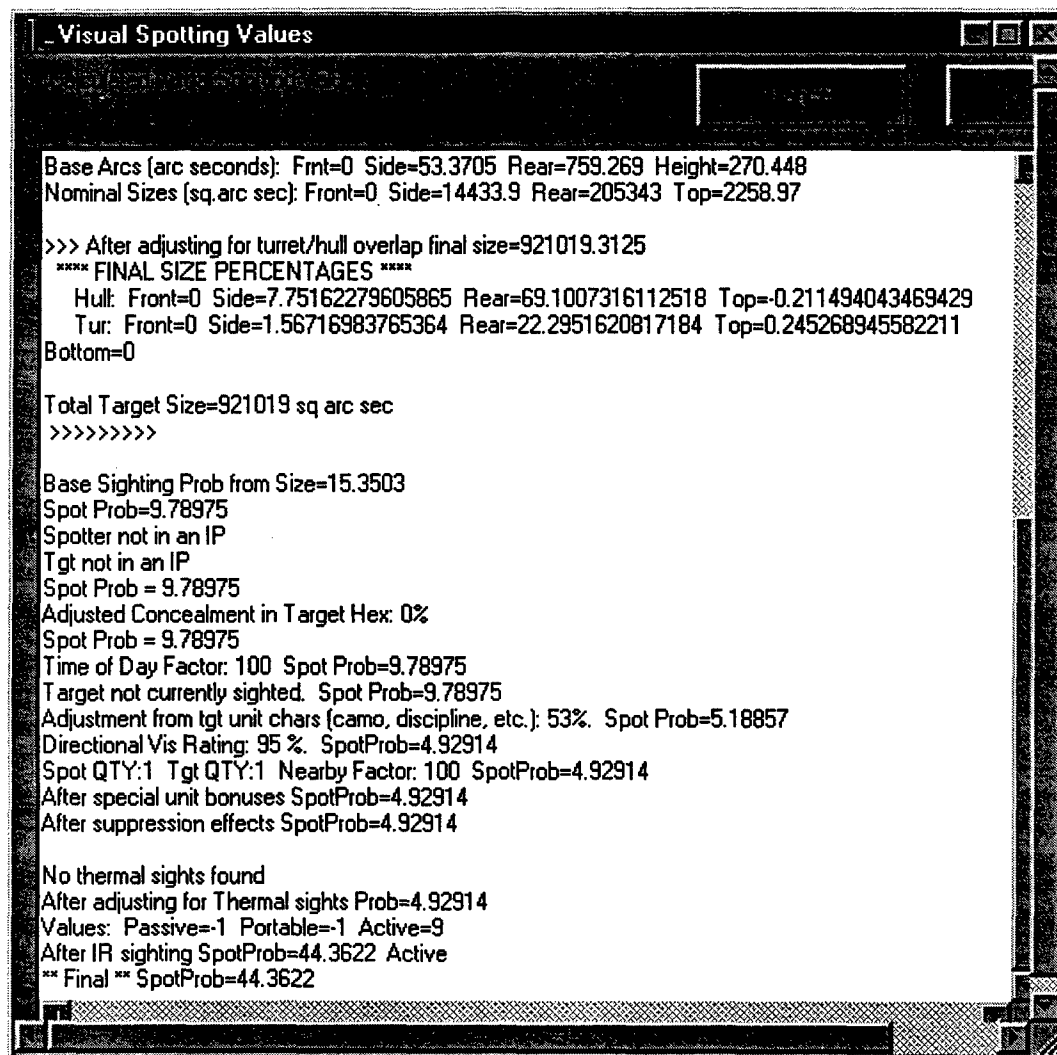 Visual Spotting Values
Base Arcs (arc seconds): Frnt=0 Side=53.3705 Rear=759.269 Height=270.448
Nominal Sizes (sq.arc sec): Front=0 Side=14433.9 Rear=205343 Top=2258.97
>>> After adjusting for turret/hull overlap final size=921019.3125
**** FINAL SIZE PERCENTAGES ****
Hull: Front=0 Side=7.75162279605865 Rear=69.1007316112518 Top=-0.211494043469429
Tur: Front=0 Side=1.56716983765364 Rear=22.2951620817184 Top=0.245268945582211
Bottom=0
Total Target Size=921019 sq arc sec
>>>>>>>>>
Base Sighting Prob from Size=15.3503
Spot Prob=9.78975
Spotter not in an IP
Tgt not in an IP
Spot Prob = 9.78975
Adjusted Concealment in Target Hex: 0%
Spot Prob = 9.78975
Time of Day Factor: 100 Spot Prob=9.78975
Target not currently sighted. Spot Prob=9.78975
Adjustment from tgt unit chars (camo, discipline, etc.): 53%. Spot Prob=5.18857
Directional Vis Rating: 95 %. SpotProb=4.92914
Spot QTY:1 Tgt QTY:1 Nearby Factor: 100 SpotProb=4.92914
After special unit bonuses SpotProb=4.92914
After suppression effects SpotProb=4.92914
No thermal sights found
After adjusting for Thermal sights Prob=4.92914
Values: Passive=-1 Portable=-1 Active=9
After IR sighting SpotProb=44.3622 Active
** Final ** SpotProb=44.3622